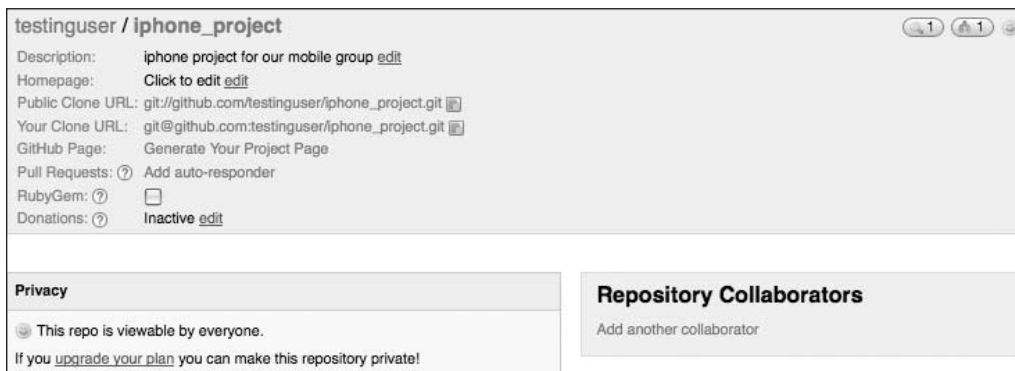 testinguser / iphone_project
1
1
Description: iphone project for our mobile group edit
Homepage: Click to edit edit
Public Clone URL: git://github.com/testinguser/iphone_project.git
Your Clone URL: git@github.com:testinguser/iphone_project.git
GitHub Page: Generate Your Project Page
Pull Requests: ? Add auto-responder
RubyGem: ?
Donations: ? Inactive edit
Privacy
This repo is viewable by everyone.
If you upgrade your plan you can make this repository private!
Repository Collaborators
Add another collaborator